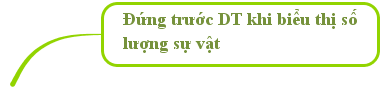 Đứng trước DT khi biểu thị số
lượng sự vật